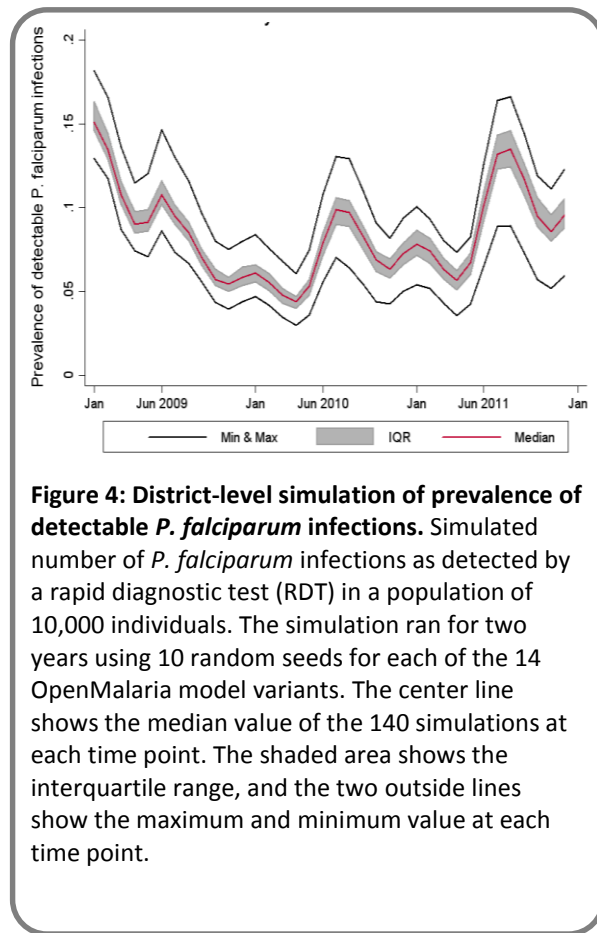 Prevalence of detectable P. falciparum infections
.2
.15
.1
.05
0
Jan Jun 2009 Jan Jun 2010 Jan Jun 2011 Jan
Min & Max IQR Median
Figure 4: District-level simulation of prevalence of
detectable P. falciparum infections. Simulated
number of P. falciparum infections as detected by
a rapid diagnostic test (RDT) in a population of
10,000 individuals. The simulation ran for two
years using 10 random seeds for each of the 14
OpenMalaria model variants. The center line
shows the median value of the 140 simulations at
each time point. The shaded area shows the
interquartile range, and the two outside lines
show the maximum and minimum value at each
time point.